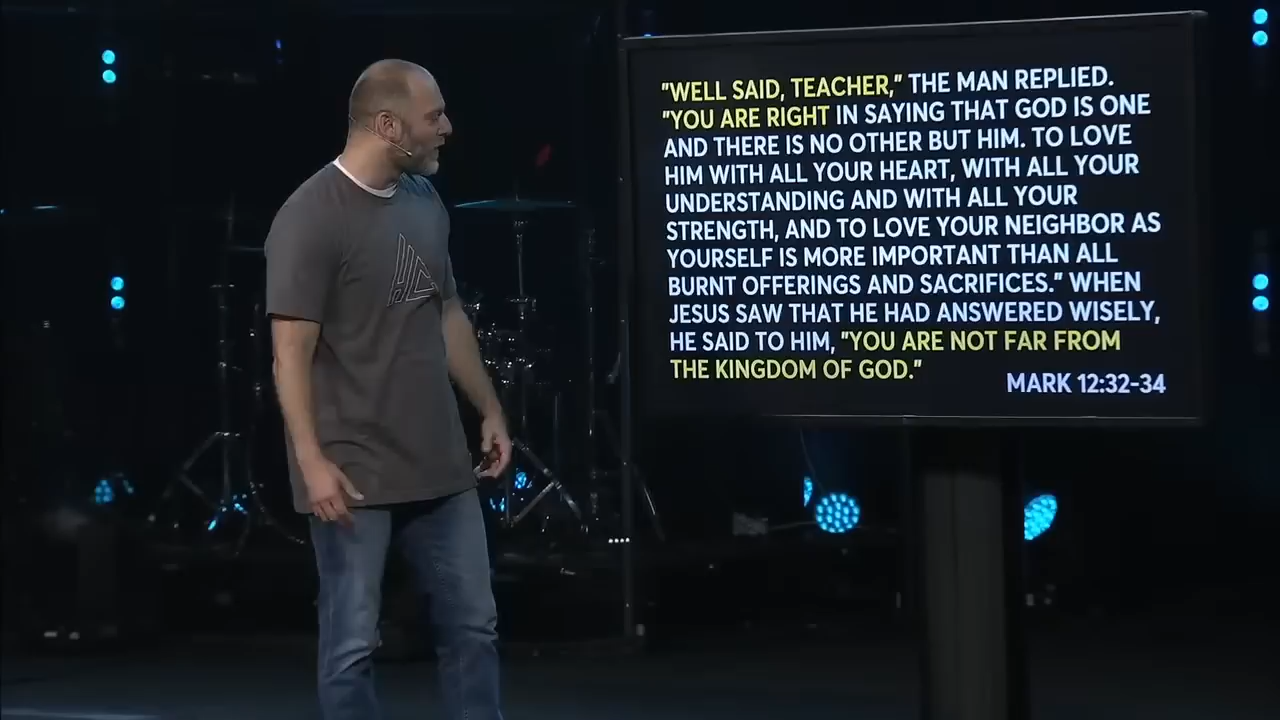 "WELL SAID, TEACHER," THE MAN REPLIED.
"YOU ARE RIGHT IN SAYING THAT GOD IS ONE
AND THERE IS NO OTHER BUT HIM. TO LOVE
HIM WITH ALL YOUR HEART, WITH ALL YOUR
UNDERSTANDING AND WITH ALL YOUR
STRENGTH, AND TO LOVE YOUR NEIGHBOR AS
YOURSELF IS MORE IMPORTANT THAN ALL
BURNT OFFERINGS AND SACRIFICES." WHEN
JESUS SAW THAT HE HAD ANSWERED WISELY,
HE SAID TO HIM, "YOU ARE NOT FAR FROM
THE KINGDOM OF GOD."
MARK 12:32-34